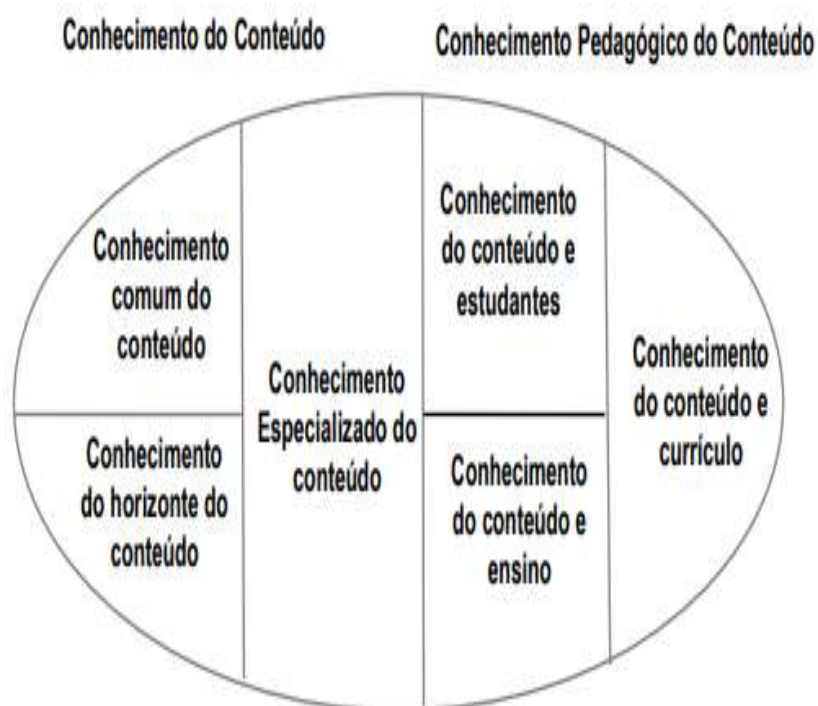 Conhecimento do Conteúdo
Conhecimento Pedagógico do Conteúdo
Conhecimento
comum do
conteúdo
Conhecimento
do horizonte do
conteúdo
Conhecimento
Especializado do
conteúdo
Conhecimento
do conteúdo e
estudantes
Conhecimento
do conteúdo e
ensino
Conhecimento
do conteúdo e
currículo